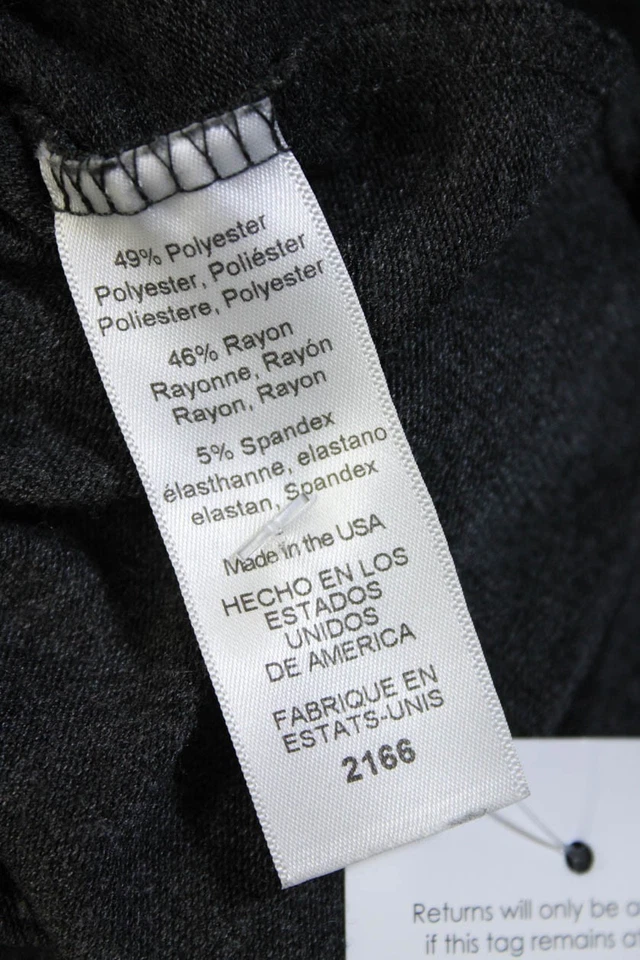 49% Polyester
Polyester, Poliéster
Poliestere, Polyester
46% Rayon
Rayonne, Rayón
Rayon, Rayon
5% Spandex
élasthanne, elastano
elastan, Spandex
Made in the USA
HECHO EN LOS
ESTADOS
UNIDOS
DE AMERICA
FABRIQUE EN
ESTATS-UNIS
2166
Returns will only be
if this tag remains